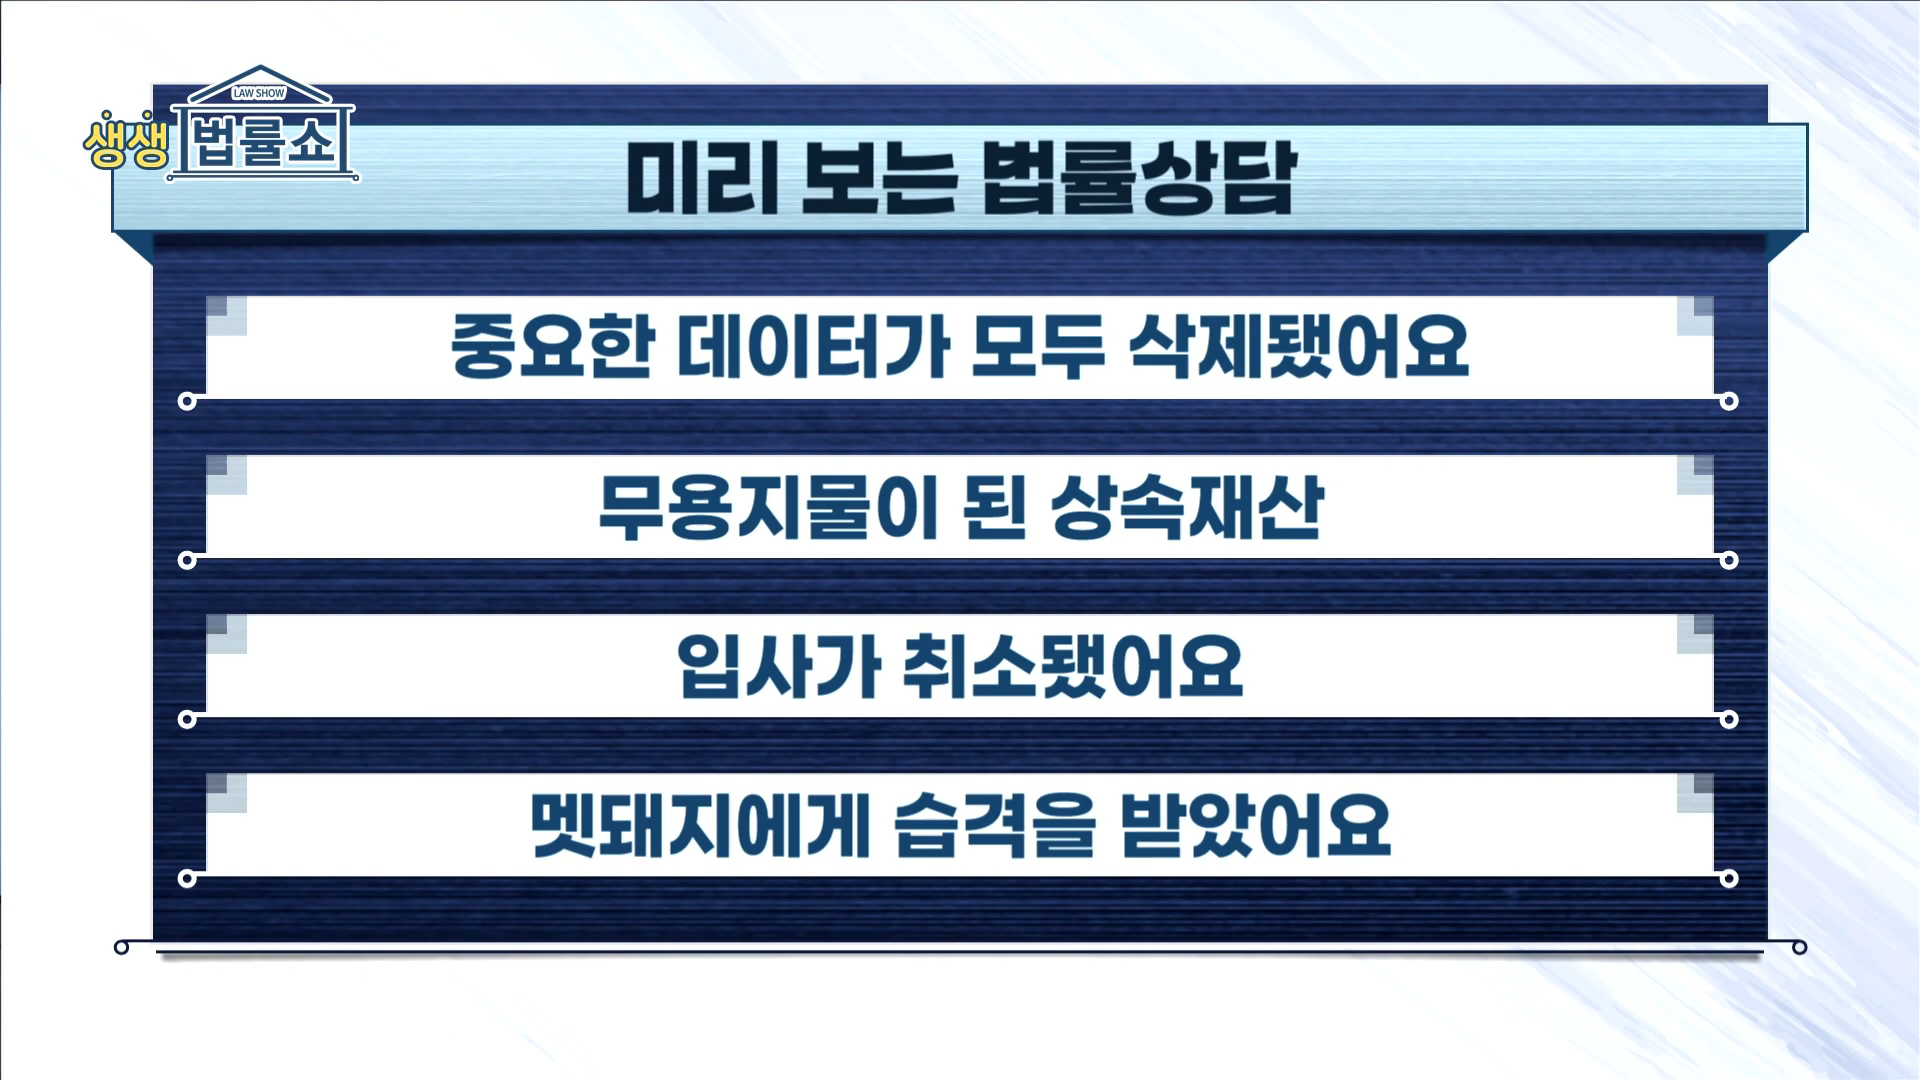 LAW SHOW
생생 법률쇼
미리 보는 법률상담
중요한 데이터가 모두 삭제됐어요
무용지물이 된 상속재산
입사가 취소됐어요
멧돼지에게 습격을 받았어요